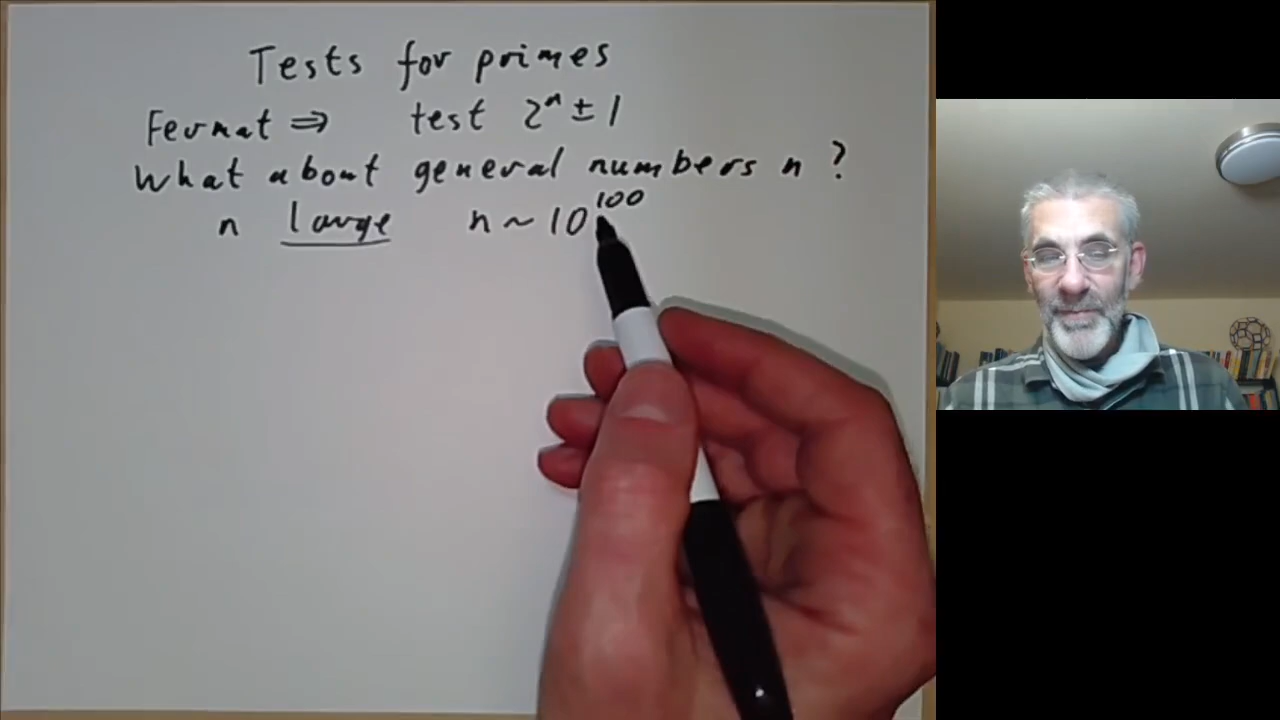 Tests for primes
Fermat ⇒ test 2ⁿ ± 1
What about general numbers n ?
n large n ~ 10¹⁰⁰